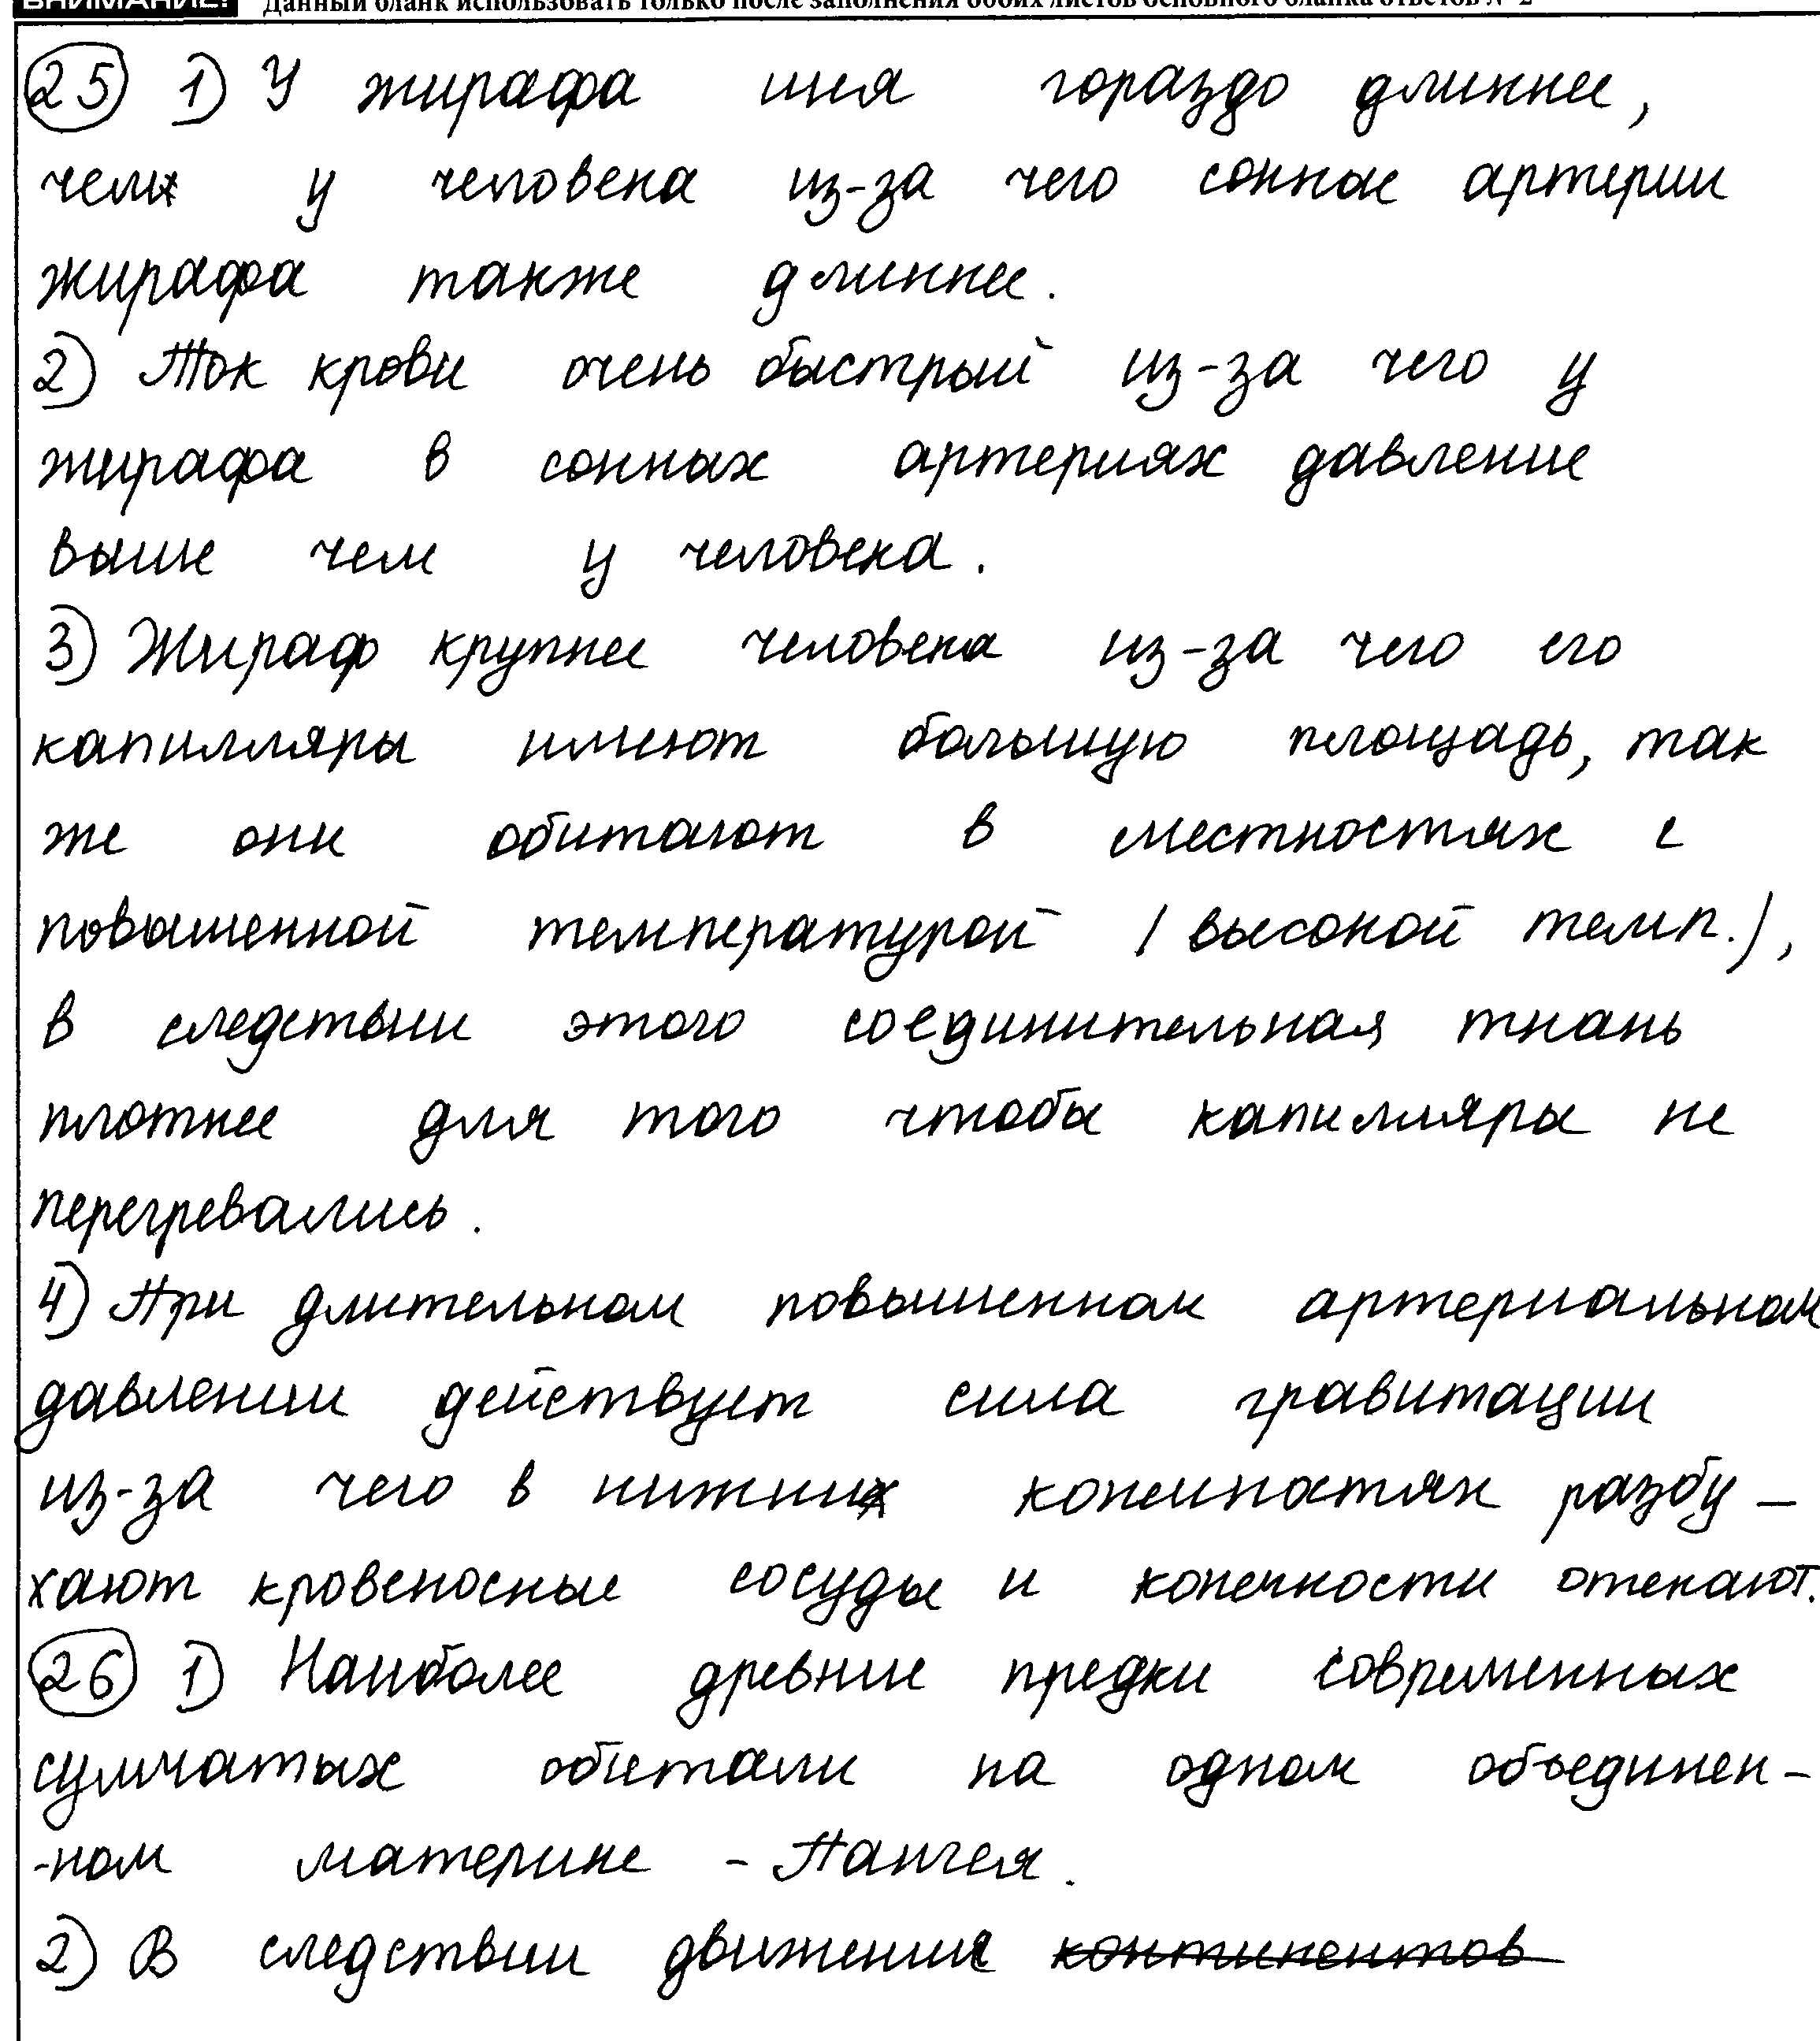 ВНИМАНИЕ! Данный бланк использовать только после заполнения обоих листов основного бланка ответов № 2
25 1) У жирафа шея гораздо длиннее,
чем у человека из-за чего сонные артерии
жирафа также длиннее.
2) Ток крови очень быстрый из-за чего у
жирафа в сонных артериях давление
выше чем у человека.
3) Жираф крупнее человека из-за чего его
капилляры имеют большую площадь, так
же они обитают в местностях с
повышенной температурой (высокой темп.),
в следствии этого соединительная ткань
плотнее для того чтобы капилляры не
перегревались.
4) При длительном повышенном артериальном
давлении действует сила гравитации
из-за чего в нижних конечностях разбу-
хают кровеносные сосуды и конечности отекают.
26 1) Наиболее древние предки современных
сумчатых обитали на одном объединен-
-ном материке - Пангея.
2) В следствии движения континентов